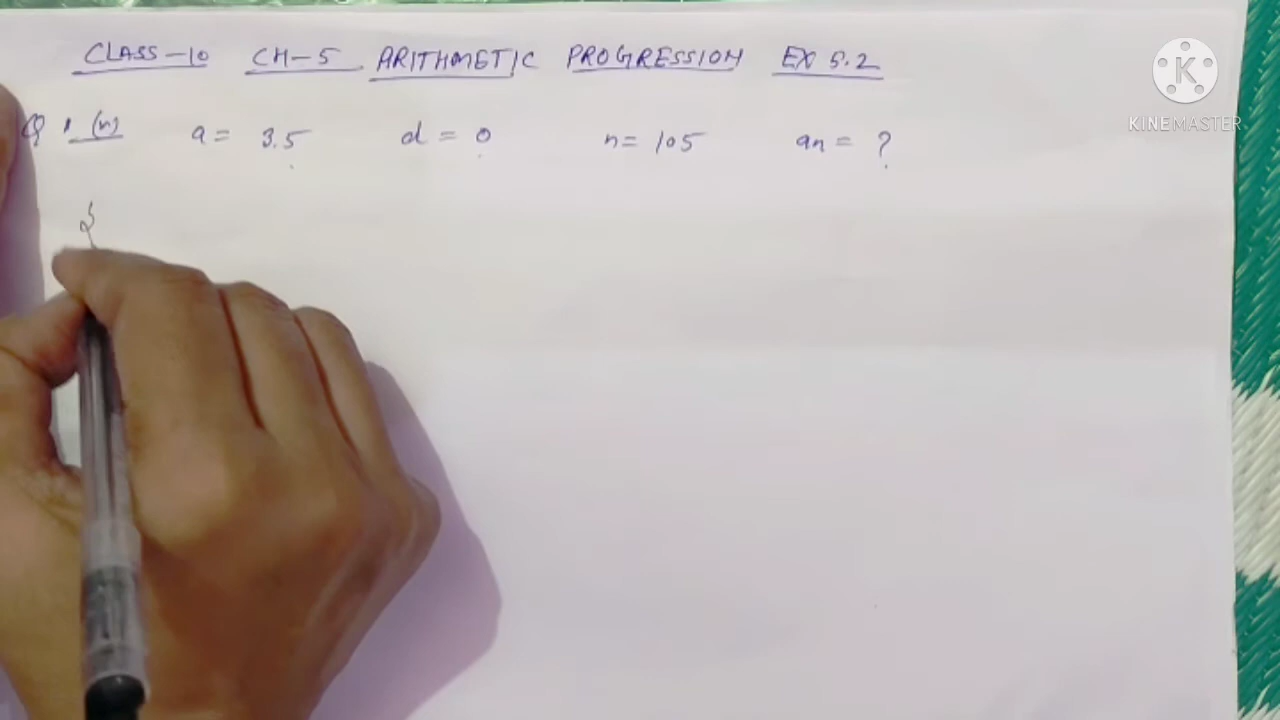 CLASS-10 CH-5 ARITHMETIC PROGRESSION EX 5.2
KINEMASTER
Q 1 a= 3.5 d = 0 n= 105 an = ?